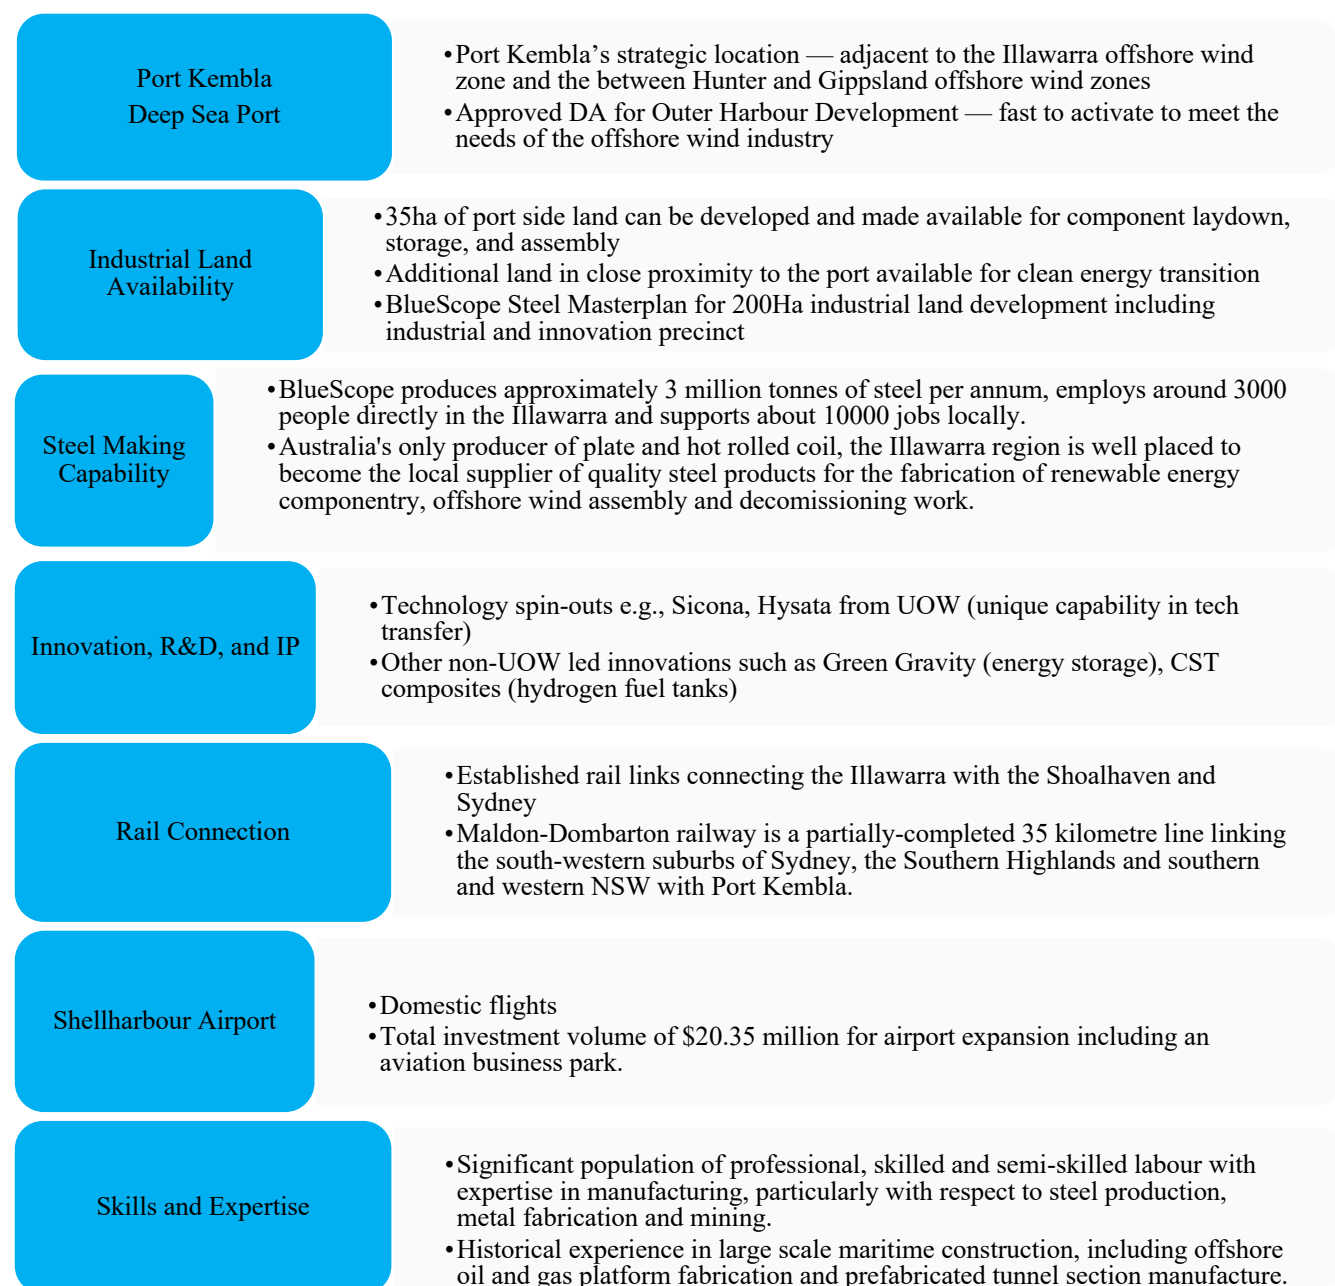 Port Kembla
Deep Sea Port
•Port Kembla’s strategic location — adjacent to the Illawarra offshore wind
zone and the between Hunter and Gippsland offshore wind zones
•Approved DA for Outer Harbour Development — fast to activate to meet the
needs of the offshore wind industry
Industrial Land
Availability
•35ha of port side land can be developed and made available for component laydown,
storage, and assembly
•Additional land in close proximity to the port available for clean energy transition
•BlueScope Steel Masterplan for 200Ha industrial land development including
industrial and innovation precinct
Steel Making
Capability
•BlueScope produces approximately 3 million tonnes of steel per annum, employs around 3000
people directly in the Illawarra and supports about 10000 jobs locally.
•Australia's only producer of plate and hot rolled coil, the Illawarra region is well placed to
become the local supplier of quality steel products for the fabrication of renewable energy
componentry, offshore wind assembly and decomissioning work.
Innovation, R&D, and IP
•Technology spin-outs e.g., Sicona, Hysata from UOW (unique capability in tech
transfer)
•Other non-UOW led innovations such as Green Gravity (energy storage), CST
composites (hydrogen fuel tanks)
Rail Connection
•Established rail links connecting the Illawarra with the Shoalhaven and
Sydney
•Maldon-Dombarton railway is a partially-completed 35 kilometre line linking
the south-western suburbs of Sydney, the Southern Highlands and southern
and western NSW with Port Kembla.
Shellharbour Airport
•Domestic flights
•Total investment volume of $20.35 million for airport expansion including an
aviation business park.
Skills and Expertise
•Significant population of professional, skilled and semi-skilled labour with
expertise in manufacturing, particularly with respect to steel production,
metal fabrication and mining.
•Historical experience in large scale maritime construction, including offshore
oil and gas platform fabrication and prefabricated tunnel section manufacture.